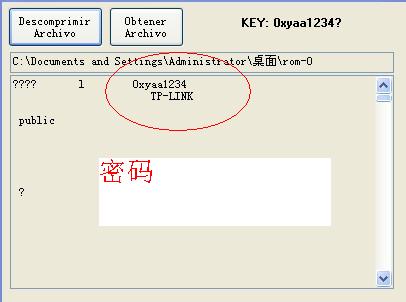 Descomprimir
Archivo
Obtener
Archivo
KEY: 0xyaa1234?
C:\Documents and Settings\Administrator\桌面\rom-0
???? l 0xyaa1234
TP-LINK
public
密码
?